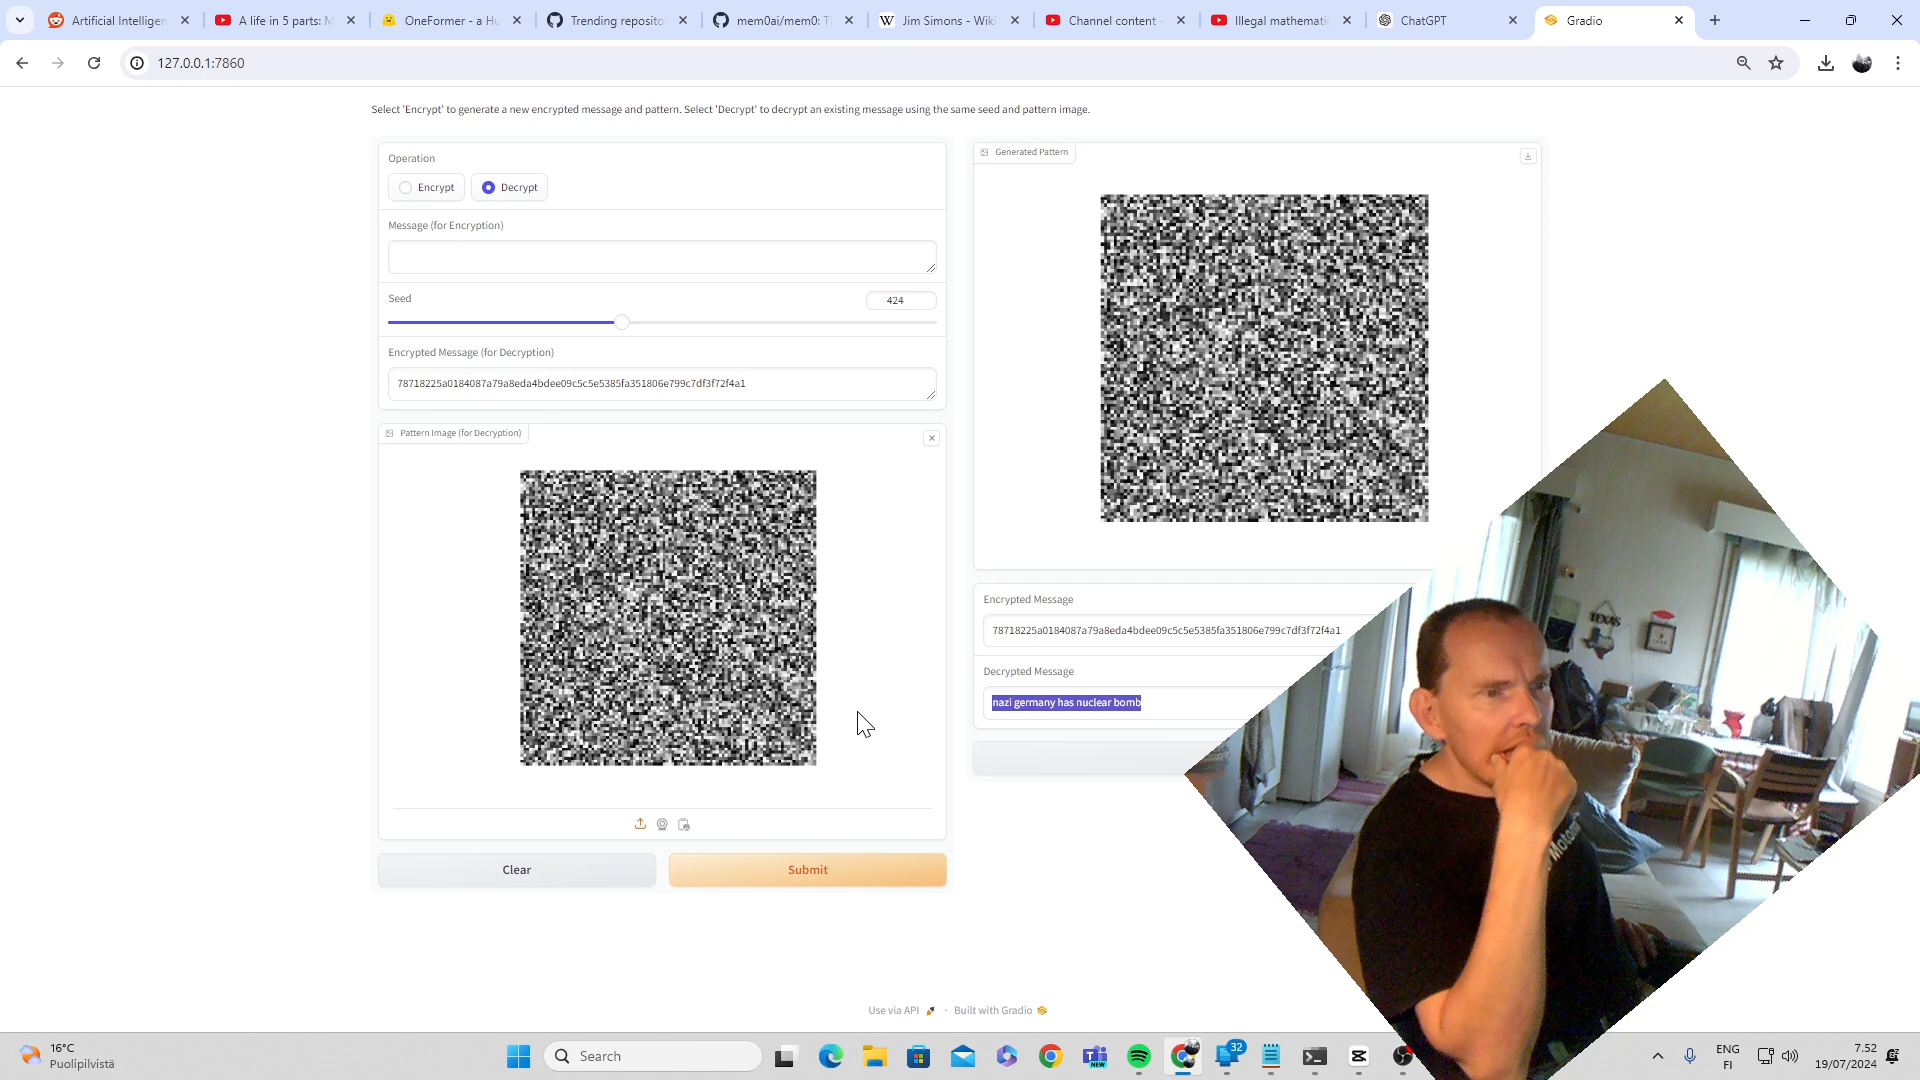 Artificial Intelligen
A life in 5 parts: M
OneFormer - a Hu
Trending reposito
mem0ai/mem0: T
Jim Simons - Wiki
Channel content -
Illegal mathematic
ChatGPT
Gradio
127.0.0.1:7860
Select 'Encrypt' to generate a new encrypted message and pattern. Select 'Decrypt' to decrypt an existing message using the same seed and pattern image.
Operation
Encrypt
Decrypt
Message (for Encryption)
Seed
424
Encrypted Message (for Decryption)
78718225a0184087a79a8eda4bdee09c5c5e5385fa351806e799c7df3f72f4a1
Pattern Image (for Decryption)
Clear
Submit
Generated Pattern
Encrypted Message
78718225a0184087a79a8eda4bdee09c5c5e5385fa351806e799c7df3f72f4a1
Decrypted Message
nazi germany has nuclear bomb
TEXAS
Use via API
·
Built with Gradio
16°C
Puolipilvistä
Search
NEW
32
ENG
FI
7.52
19/07/2024